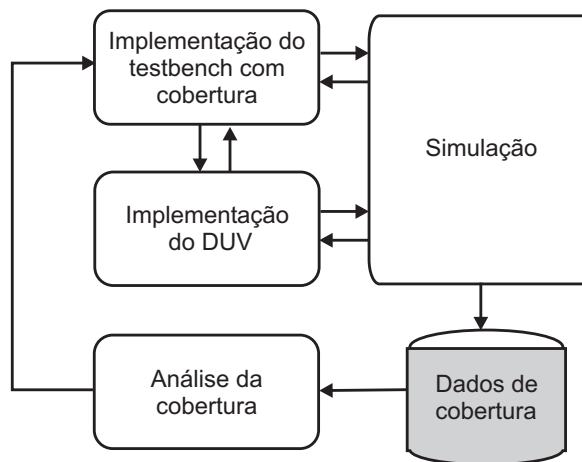 Implementação do
testbench com
cobertura
Simulação
Implementação
do DUV
Análise da
cobertura
Dados de
cobertura